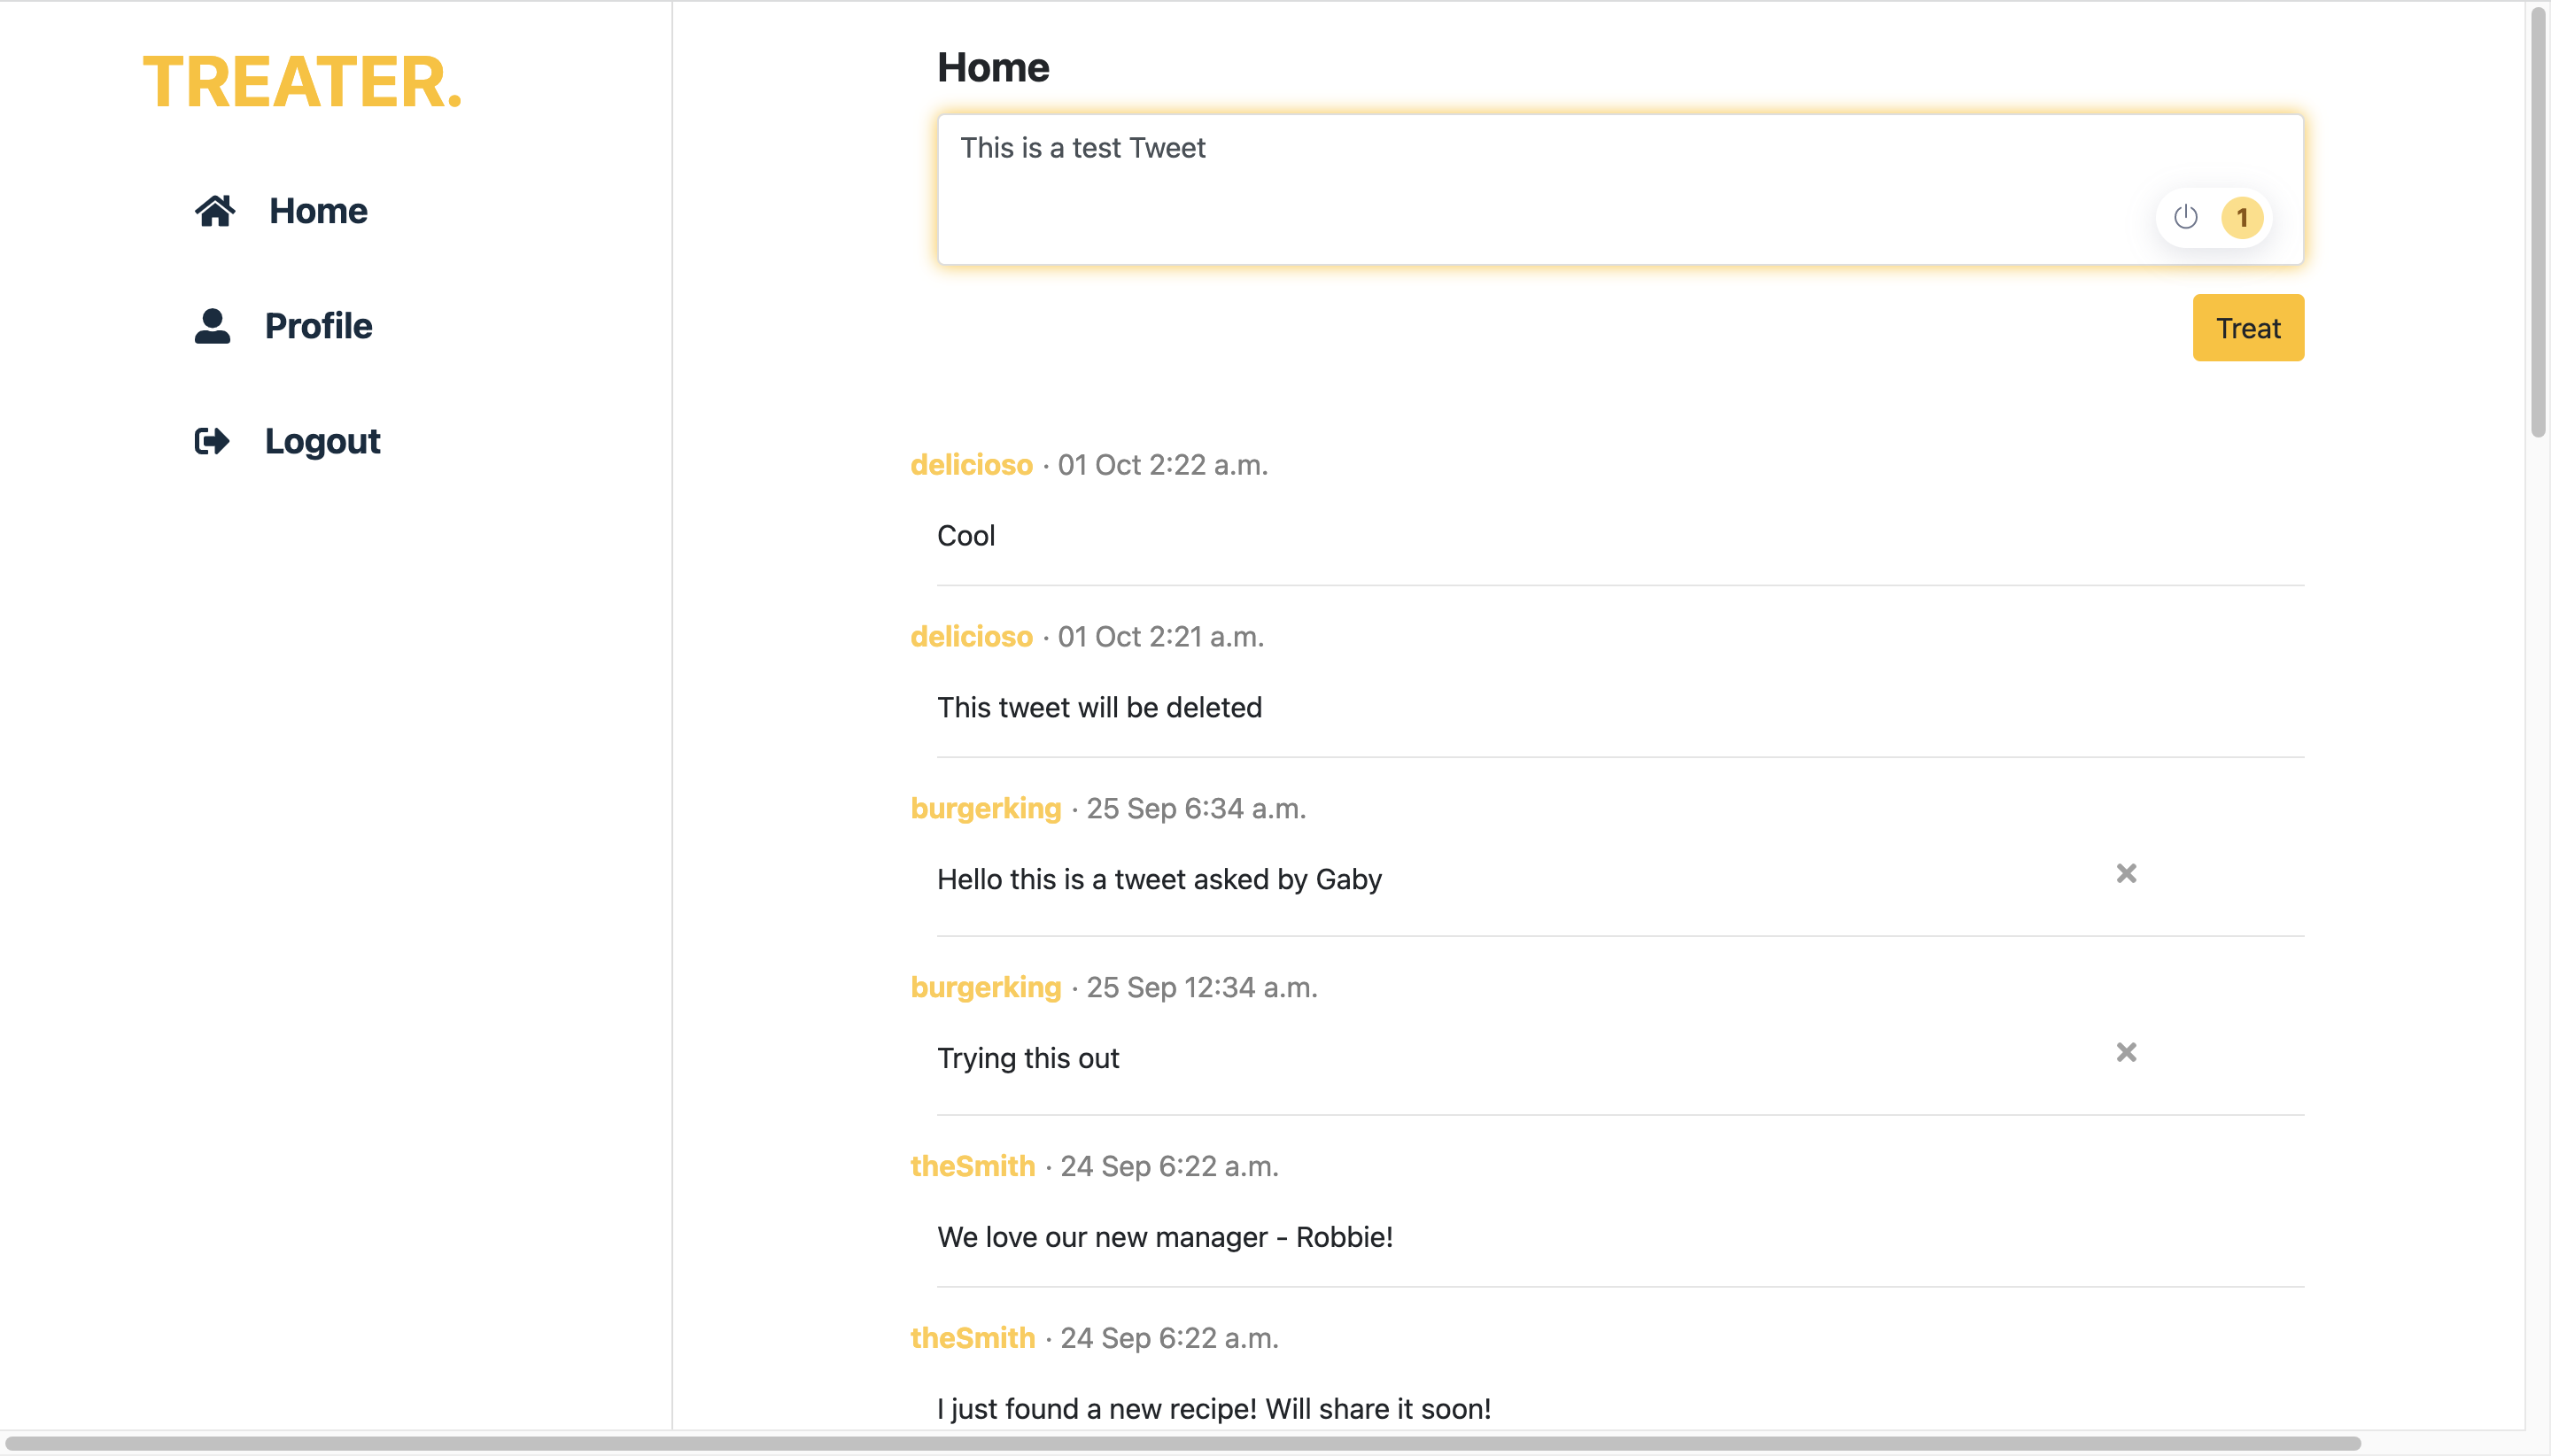 TREATER.
Home
Profile
Logout
Home
This is a test Tweet
1
Treat
delicioso · 01 Oct 2:22 a.m.
Cool
delicioso · 01 Oct 2:21 a.m.
This tweet will be deleted
burgerking · 25 Sep 6:34 a.m.
Hello this is a tweet asked by Gaby
burgerking · 25 Sep 12:34 a.m.
Trying this out
theSmith · 24 Sep 6:22 a.m.
We love our new manager - Robbie!
theSmith · 24 Sep 6:22 a.m.
I just found a new recipe! Will share it soon!